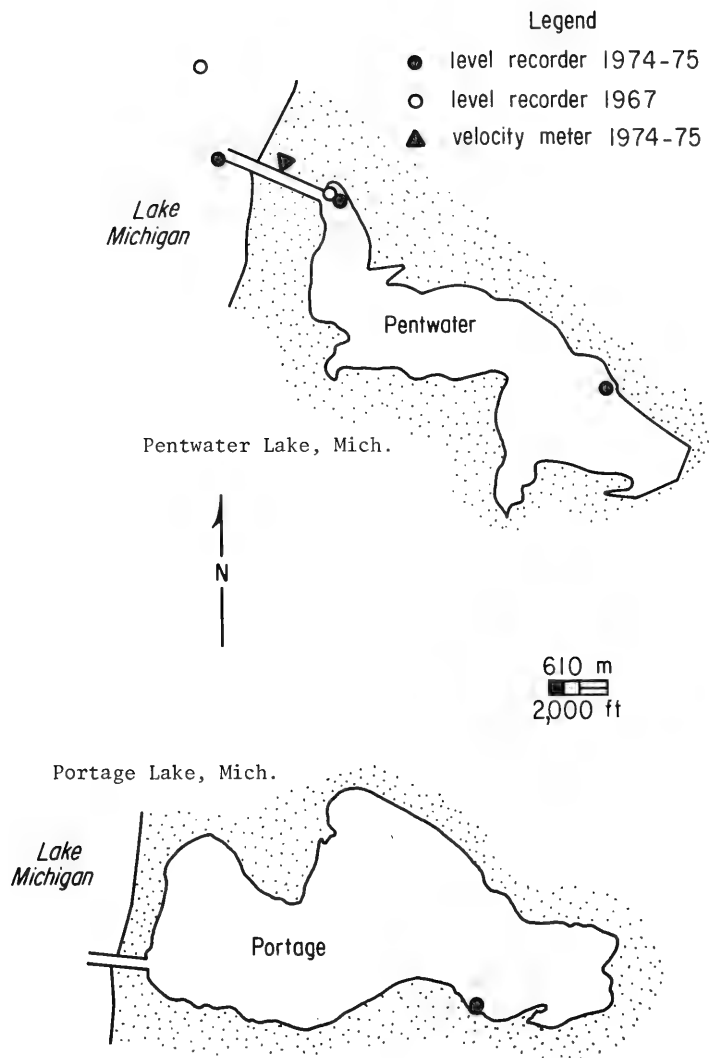 Legend
level recorder 1974-75
level recorder 1967
velocity meter 1974-75
Lake
Michigan
Pentwater
Pentwater Lake, Mich.
N
610 m
2,000 ft
Portage Lake, Mich.
Lake
Michigan
Portage